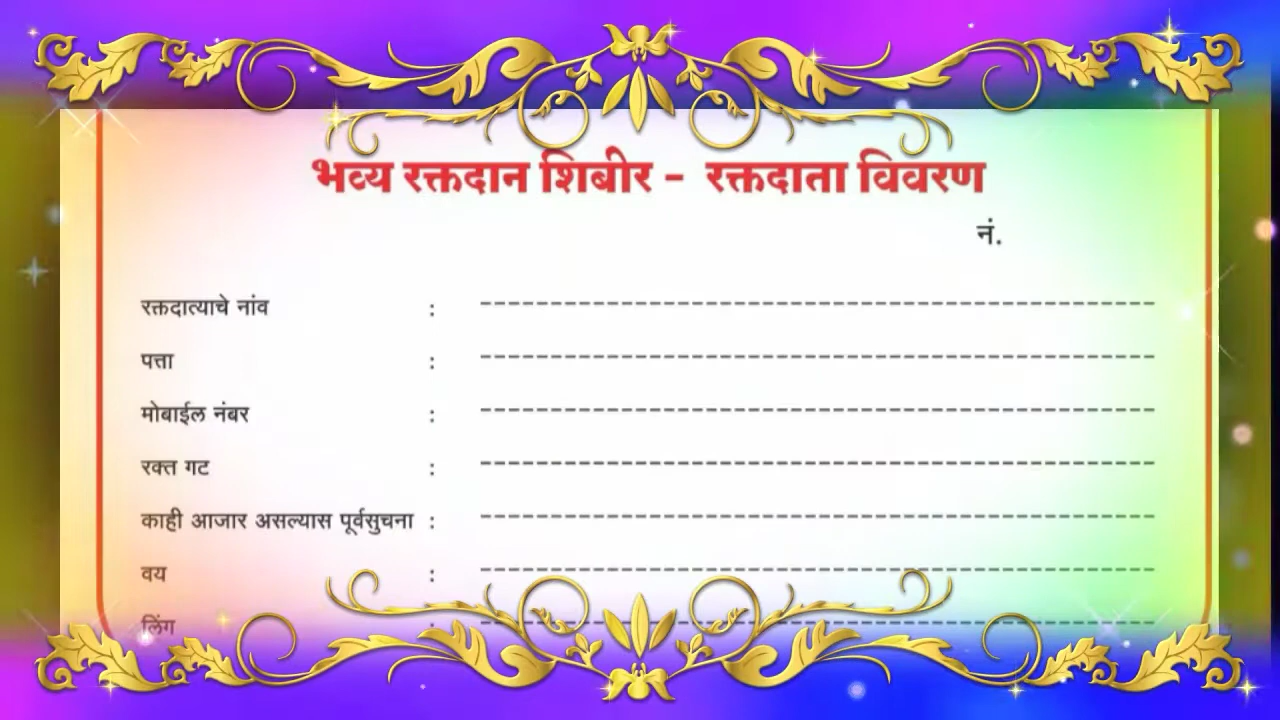 भव्य रक्तदान शिबीर - रक्तदाता विवरण
नं.
रक्तदात्याचे नांव : ------------------------------------------------
पत्ता : ------------------------------------------------
मोबाईल नंबर : ------------------------------------------------
रक्त गट : ------------------------------------------------
काही आजार असल्यास पूर्वसुचना : ------------------------------------------------
वय : ------------------------------------------------
लिंग : ------------------------------------------------